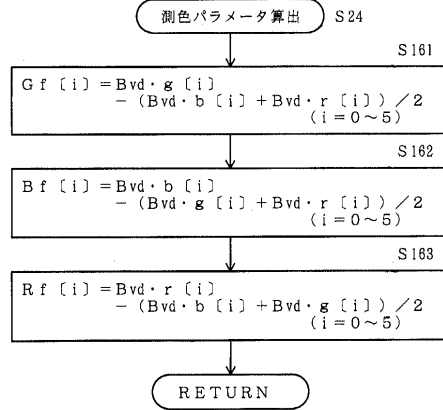 測色パラメータ算出 S24
S161
Gf〔i〕=Bvd・g〔i〕
－(Bvd・b〔i〕+Bvd・r〔i〕)／2
(i=0~5)
S162
Bf〔i〕=Bvd・b〔i〕
－(Bvd・g〔i〕+Bvd・r〔i〕)／2
(i=0~5)
S163
Rf〔i〕=Bvd・r〔i〕
－(Bvd・b〔i〕+Bvd・g〔i〕)／2
(i=0~5)
RETURN